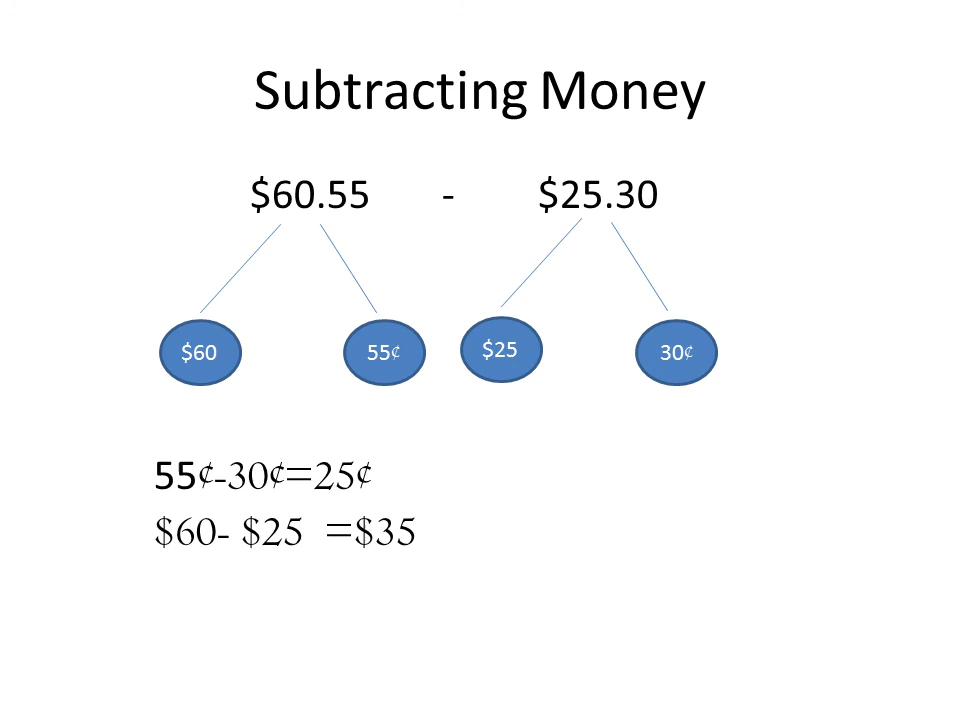 Subtracting Money
$60.55 - $25.30
$60 55¢ $25 30¢
55¢-30¢=25¢
$60- $25 =$35